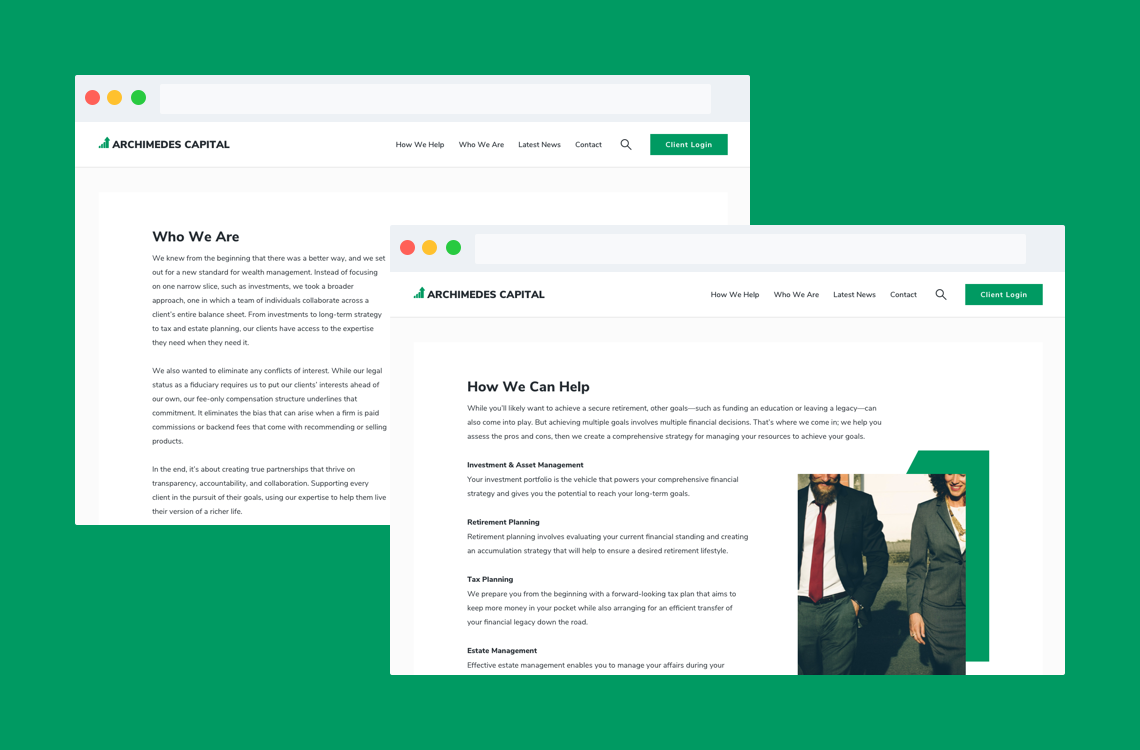 ARCHIMEDES CAPITAL
How We Help
Who We Are
Latest News
Contact
Client Login
Who We Are
We knew from the beginning that there was a better way, and we set
out for a new standard for wealth management. Instead of focusing
on one narrow slice, such as investments, we took a broader
approach, one in which a team of individuals collaborate across a
client's entire balance sheet. From investments to long-term strategy
to tax and estate planning, our clients have access to the expertise
they need when they need it.
We also wanted to eliminate any conflicts of interest. While our legal
status as a fiduciary requires us to put our clients' interests ahead of
our own, our fee-only compensation structure underlines that
commitment. It eliminates the bias that can arise when a firm is paid
commissions or backend fees that come with recommending or selling
products.
In the end, it's about creating true partnerships that thrive on
transparency, accountability, and collaboration. Supporting every
client in the pursuit of their goals, using our expertise to help them live
their version of a richer life.
ARCHIMEDES CAPITAL
How We Help
Who We Are
Latest News
Contact
Client Login
How We Can Help
While you'll likely want to achieve a secure retirement, other goals—such as funding an education or leaving a legacy—can
also come into play. But achieving multiple goals involves multiple financial decisions. That's where we come in; we help you
assess the pros and cons, then we create a comprehensive strategy for managing your resources to achieve your goals.
Investment & Asset Management
Your investment portfolio is the vehicle that powers your comprehensive financial
strategy and gives you the potential to reach your long-term goals.
Retirement Planning
Retirement planning involves evaluating your current financial standing and creating
an accumulation strategy that will help to ensure a desired retirement lifestyle.
Tax Planning
We prepare you from the beginning with a forward-looking tax plan that aims to
keep more money in your pocket while also arranging for an efficient transfer of
your financial legacy down the road.
Estate Management
Effective estate management enables you to manage your affairs during your